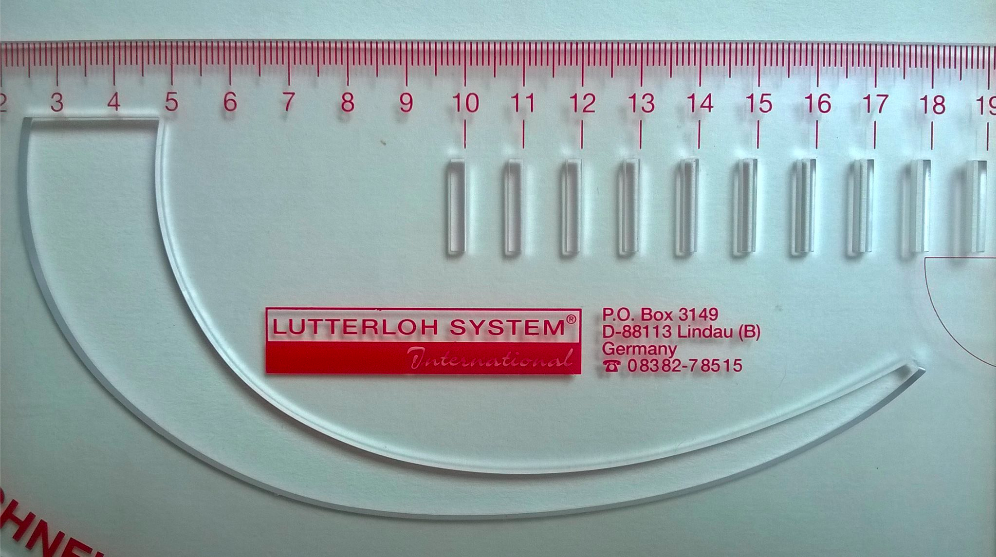 2 3 4 5 6 7 8 9 10 11 12 13 14 15 16 17 18 19
LUTTERLOH SYSTEM®
International
P.O. Box 3149
D-88113 Lindau (B)
Germany
☎ 08382-78515